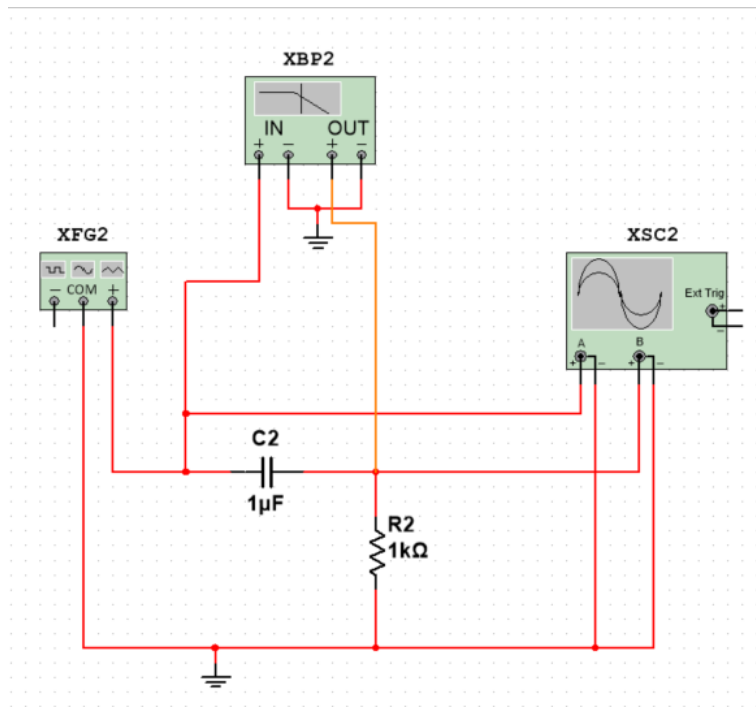 XBP2
IN OUT
+ − + −
XFG2
− COM +
XSC2
Ext Trig
+
−
A B
+ − + −
C2
1µF
R2
1kΩ